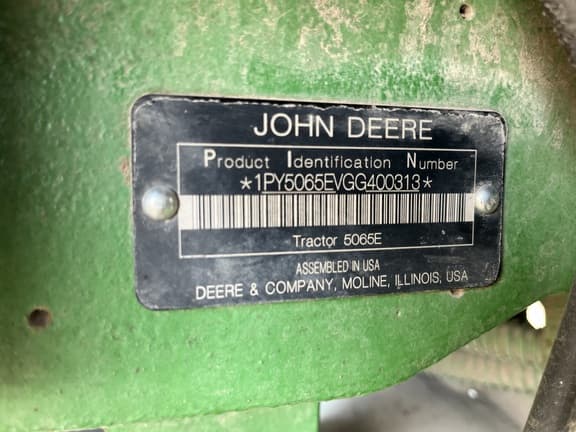 JOHN DEERE
Product Identification Number
*1PY5065EVGG400313*
Tractor 5065E
ASSEMBLED IN USA
DEERE & COMPANY, MOLINE, ILLINOIS, USA